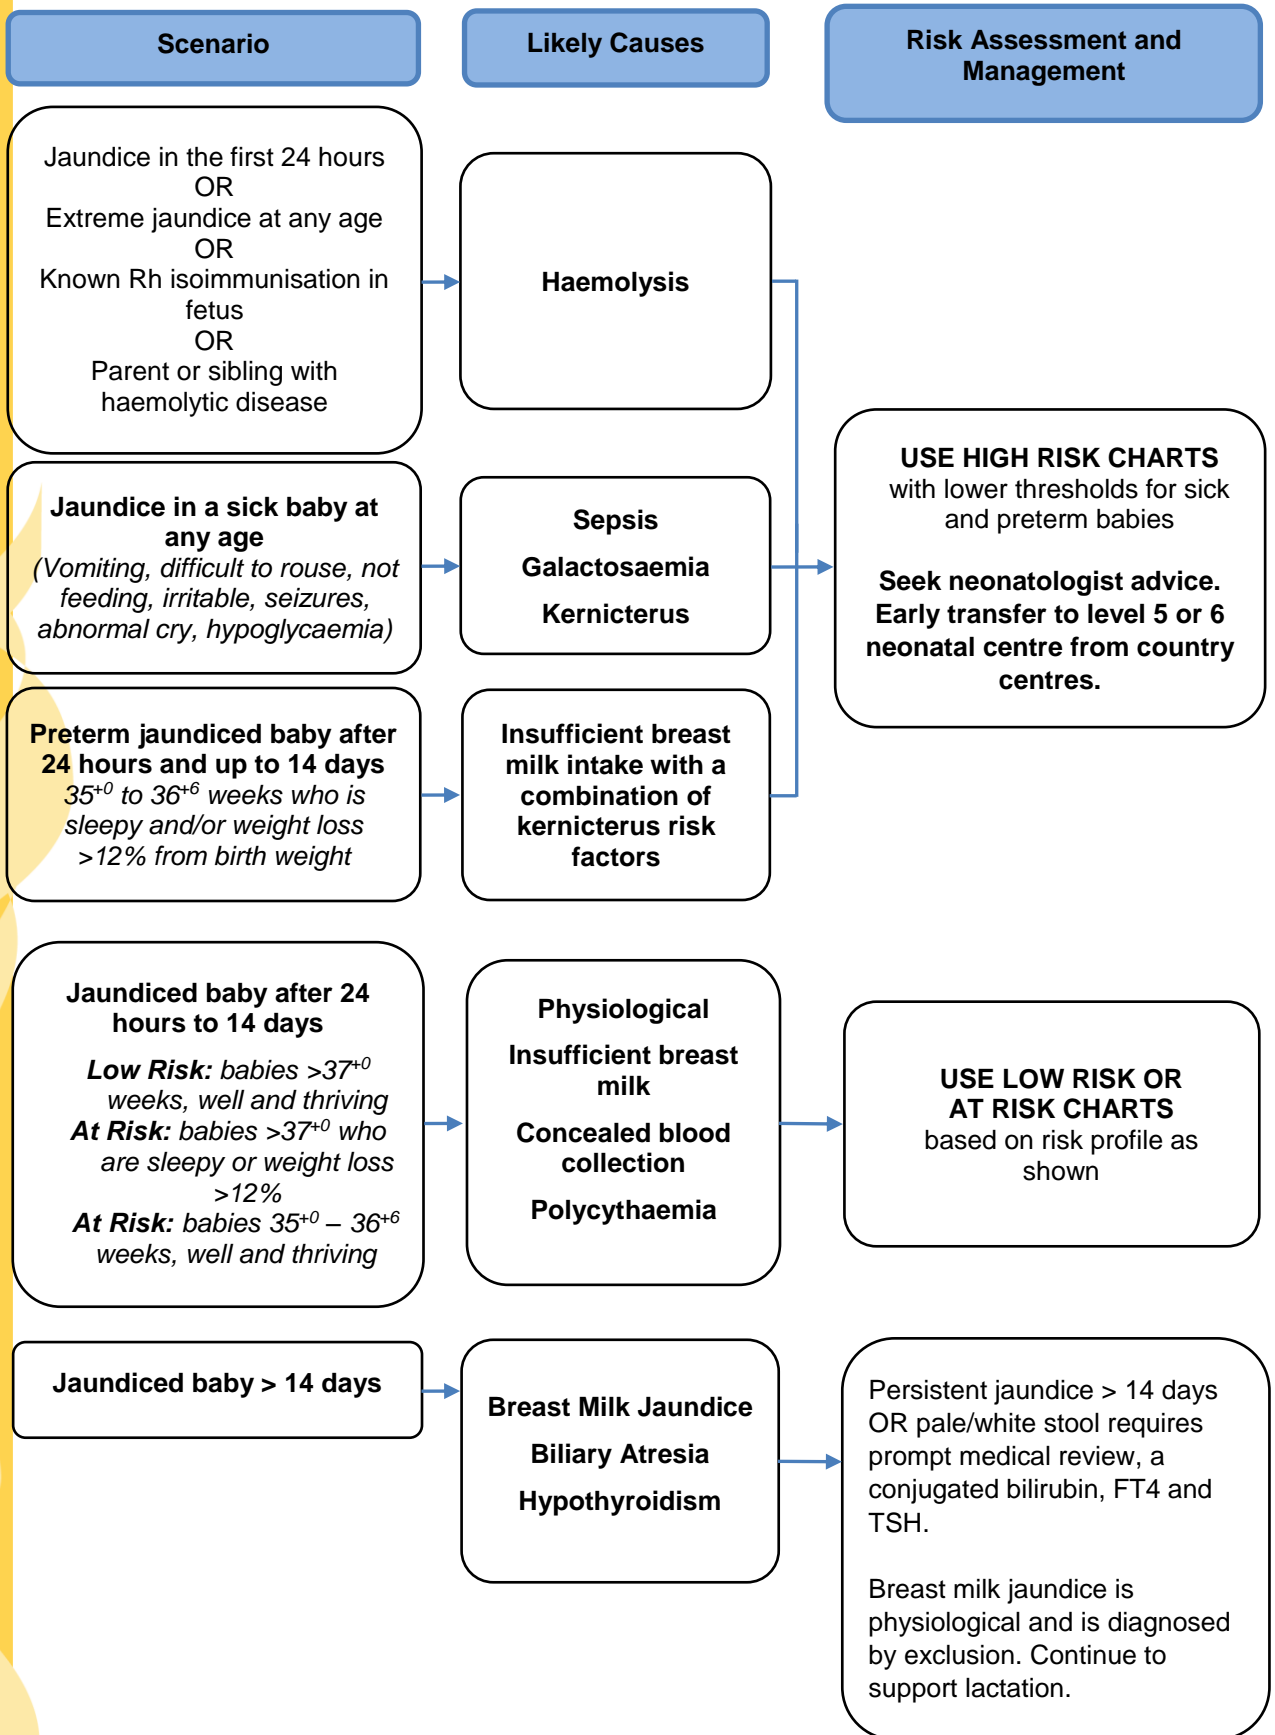 Scenario
Likely Causes
Risk Assessment and
Management
Jaundice in the first 24 hours
OR
Extreme jaundice at any age
OR
Known Rh isoimmunisation in
fetus
OR
Parent or sibling with
haemolytic disease
Haemolysis
Jaundice in a sick baby at
any age
(Vomiting, difficult to rouse, not
feeding, irritable, seizures,
abnormal cry, hypoglycaemia)
Sepsis
Galactosaemia
Kernicterus
Preterm jaundiced baby after
24 hours and up to 14 days
35⁺⁰ to 36⁺⁶ weeks who is
sleepy and/or weight loss
>12% from birth weight
Insufficient breast
milk intake with a
combination of
kernicterus risk
factors
USE HIGH RISK CHARTS
with lower thresholds for sick
and preterm babies
Seek neonatologist advice.
Early transfer to level 5 or 6
neonatal centre from country
centres.
Jaundiced baby after 24
hours to 14 days
Low Risk: babies >37⁺⁰
weeks, well and thriving
At Risk: babies >37⁺⁰ who
are sleepy or weight loss
>12%
At Risk: babies 35⁺⁰ – 36⁺⁶
weeks, well and thriving
Physiological
Insufficient breast
milk
Concealed blood
collection
Polycythaemia
USE LOW RISK OR
AT RISK CHARTS
based on risk profile as
shown
Jaundiced baby > 14 days
Breast Milk Jaundice
Biliary Atresia
Hypothyroidism
Persistent jaundice > 14 days
OR pale/white stool requires
prompt medical review, a
conjugated bilirubin, FT4 and
TSH.
Breast milk jaundice is
physiological and is diagnosed
by exclusion. Continue to
support lactation.